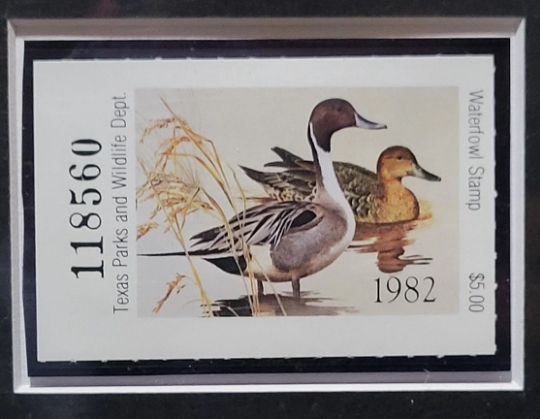 118560
Texas Parks and Wildlife Dept.
1982
Waterfowl Stamp $5.00